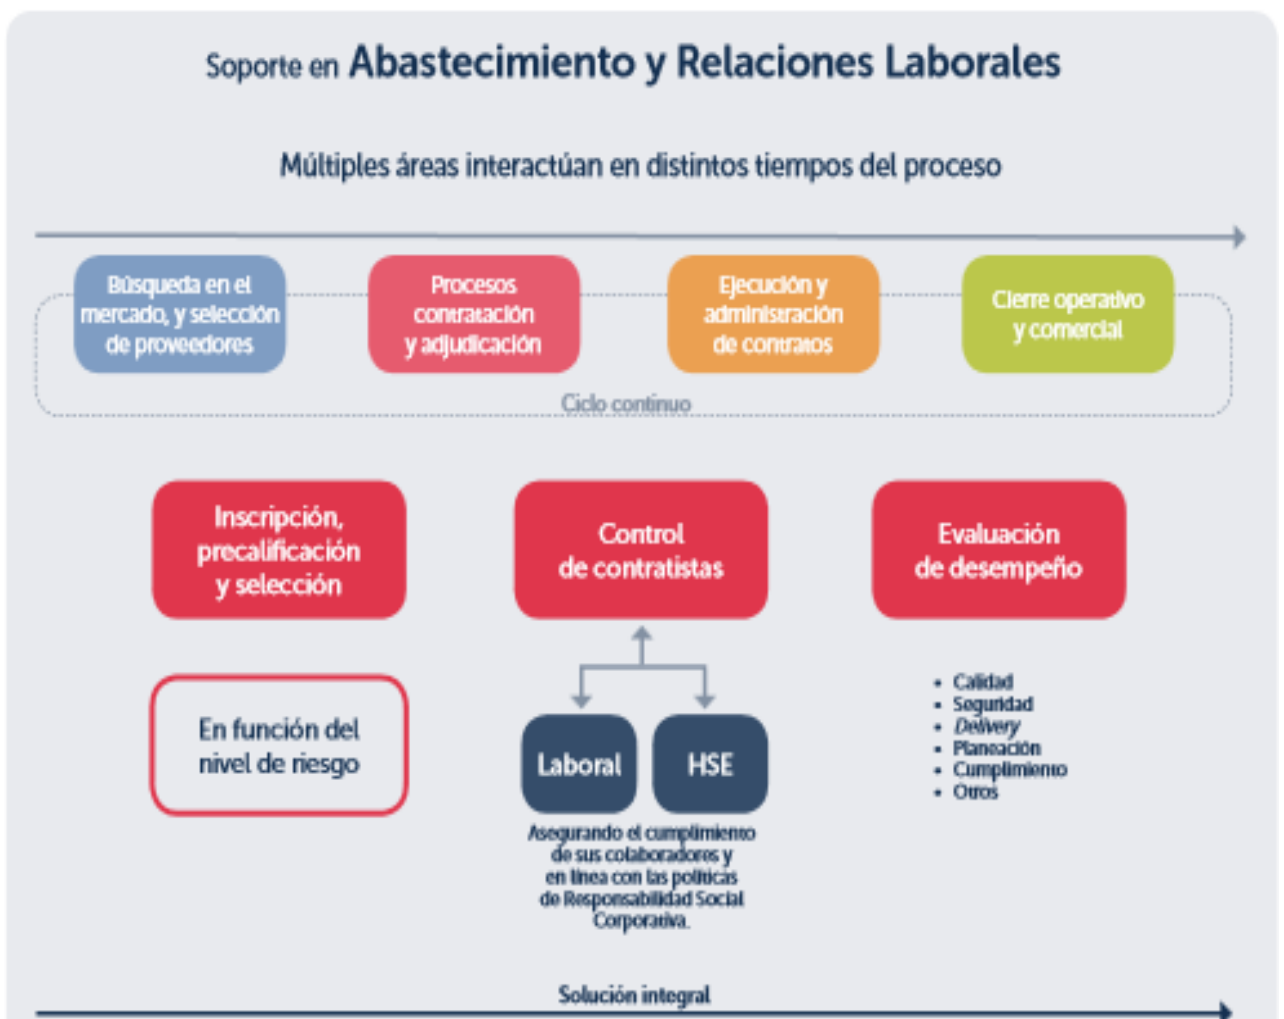 Soporte en Abastecimiento y Relaciones Laborales
Múltiples áreas interactúan en distintos tiempos del proceso
Búsqueda en el
mercado, y selección
de proveedores
Procesos
contratación
y adjudicación
Ejecución y
administración
de contratos
Cierre operativo
y comercial
Ciclo continuo
Inscripción,
precalificación
y selección
Control
de contratistas
Evaluación
de desempeño
En función del
nivel de riesgo
Laboral
HSE
Asegurando el cumplimiento
de sus colaboradores y
en línea con las políticas
de Responsabilidad Social
Corporativa.
• Calidad
• Seguridad
• Delivery
• Planeación
• Cumplimiento
• Otros
Solución integral